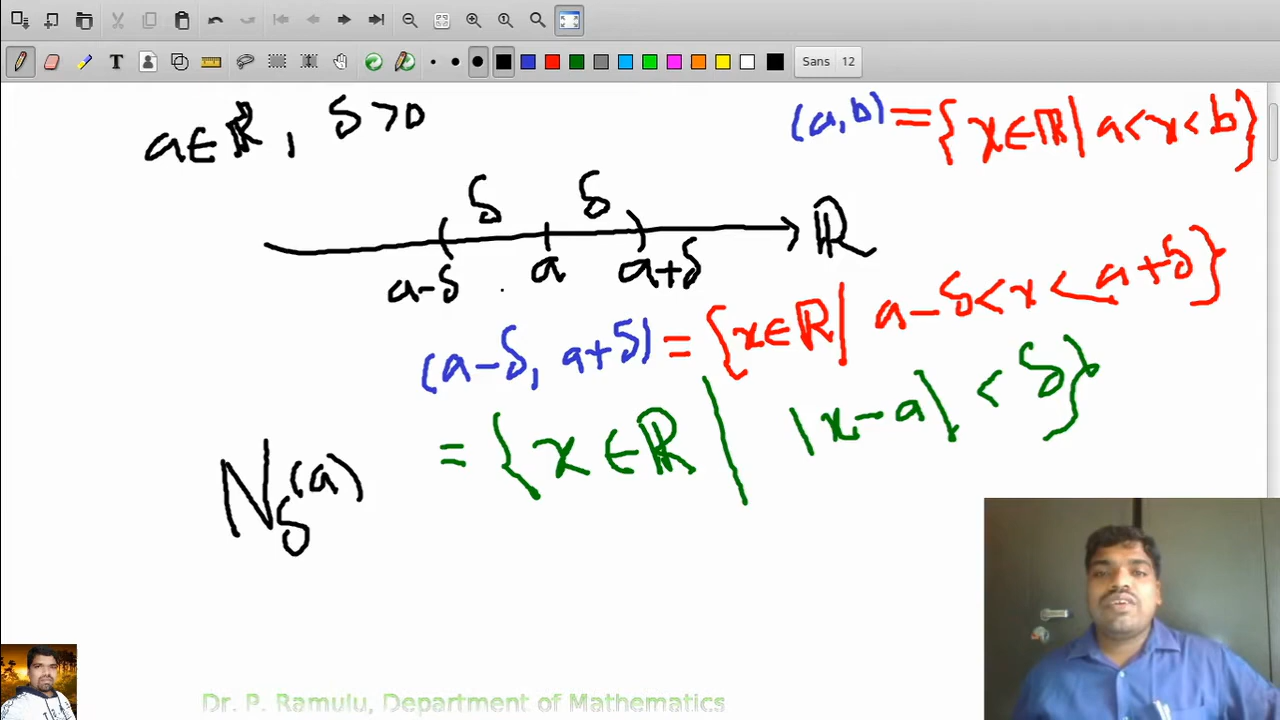 Sans 12
a∈ℝ, δ>0
(a,b) = {x∈ℝ| a<x<b}
δ δ
ℝ
a-δ a a+δ
(a-δ, a+δ) = {x∈ℝ| a-δ<x<a+δ}
= {x∈ℝ | |x-a| < δ}
N_δ(a)
Dr. P. Ramulu, Department of Mathematics